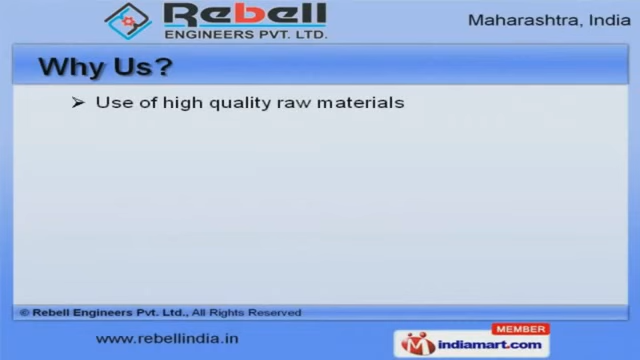 Rebell
ENGINEERS PVT. LTD.
Maharashtra, India
Why Us?
➢ Use of high quality raw materials
© Rebell Engineers Pvt. Ltd., All Rights Reserved
www.rebellindia.in
MEMBER
indiamart.com